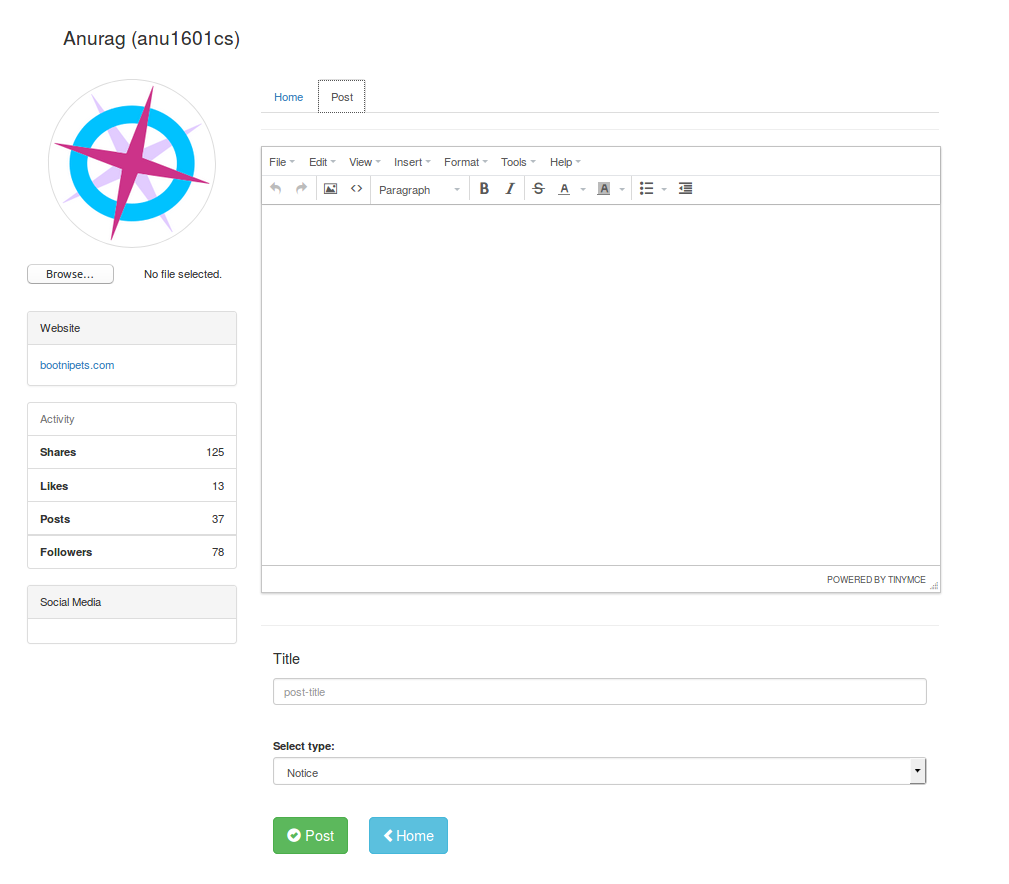 Anurag (anu1601cs)
Home Post
File Edit View Insert Format Tools Help
Paragraph B I S A A
Browse... No file selected.
Website
bootnipets.com
Activity
Shares 125
Likes 13
Posts 37
Followers 78
Social Media
POWERED BY TINYMCE
Title
post-title
Select type:
Notice
Post Home